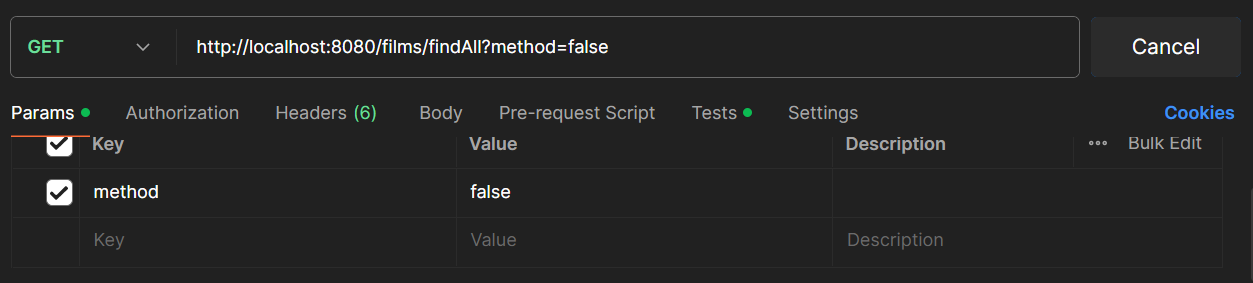 GET http://localhost:8080/films/findAll?method=false Cancel
Params Authorization Headers (6) Body Pre-request Script Tests Settings Cookies
Key Value Description Bulk Edit
method false
Key Value Description